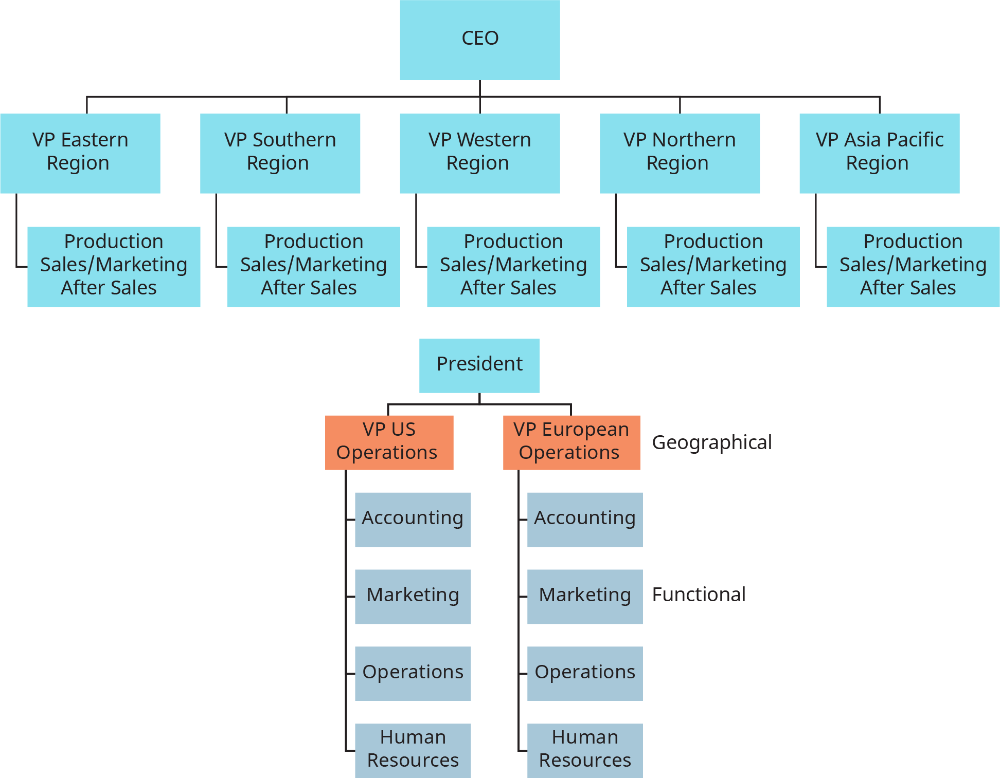 CEO
VP Eastern
Region
VP Southern
Region
VP Western
Region
VP Northern
Region
VP Asia Pacific
Region
Production
Sales/Marketing
After Sales
Production
Sales/Marketing
After Sales
Production
Sales/Marketing
After Sales
Production
Sales/Marketing
After Sales
Production
Sales/Marketing
After Sales
President
VP US
Operations
VP European
Operations
Geographical
Accounting
Accounting
Marketing
Marketing
Functional
Operations
Operations
Human
Resources
Human
Resources